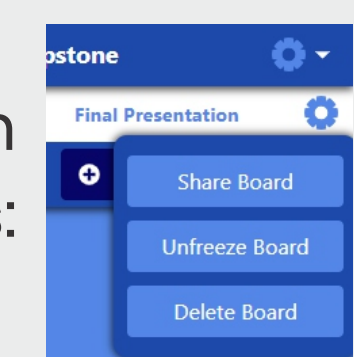 pstone
Final Presentation
n
Share Board
s:
Unfreeze Board
Delete Board